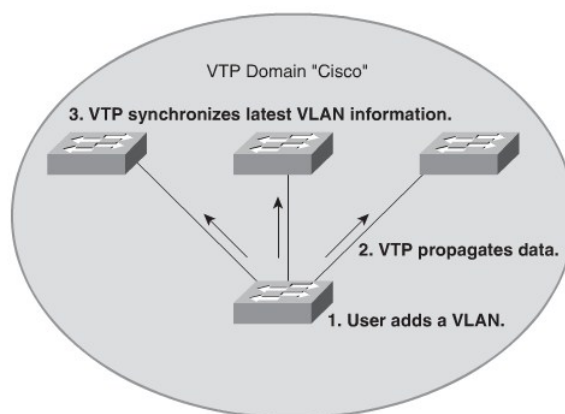 VTP Domain "Cisco"
3. VTP synchronizes latest VLAN information.
2. VTP propagates data.
1. User adds a VLAN.